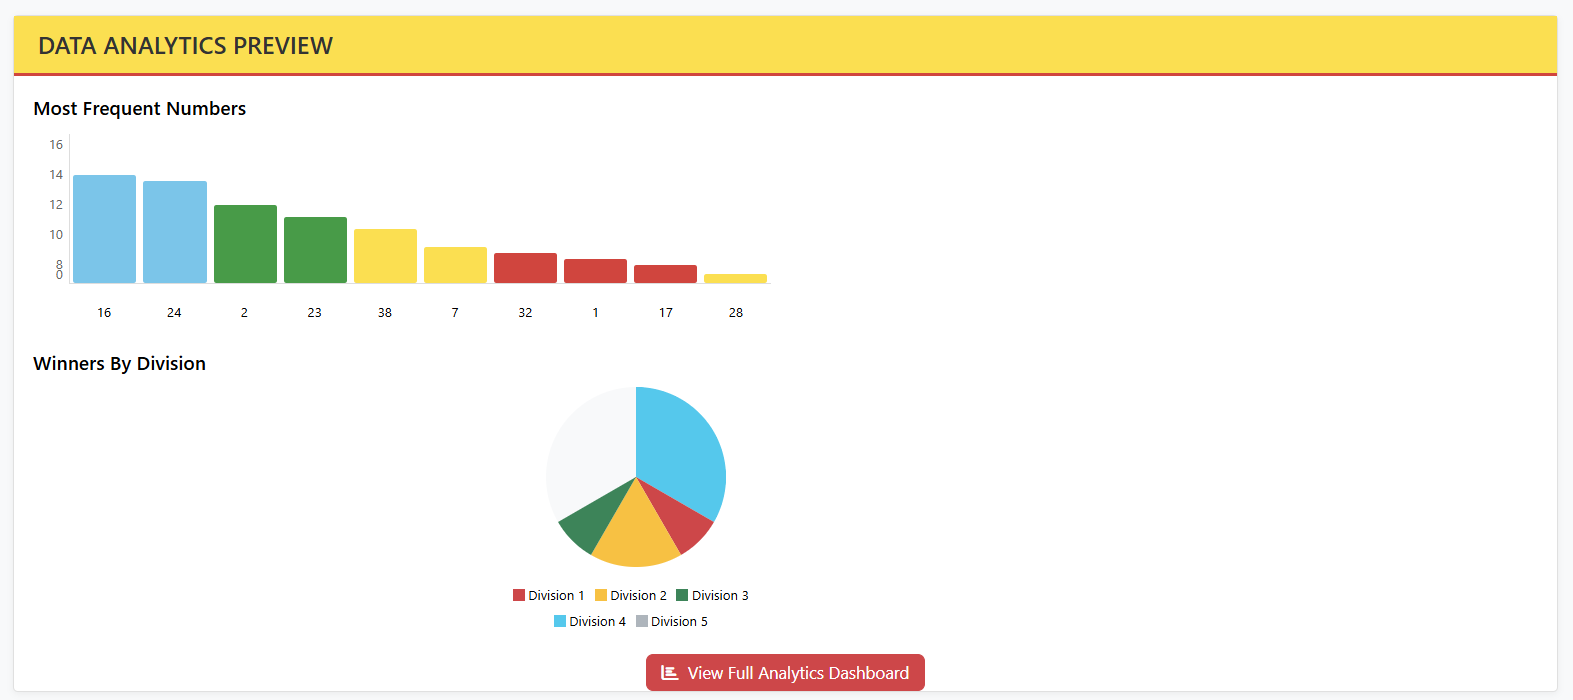 DATA ANALYTICS PREVIEW
Most Frequent Numbers
16
14
12
10
8
0
16 24 2 23 38 7 32 1 17 28
Winners By Division
Division 1 Division 2 Division 3
Division 4 Division 5
View Full Analytics Dashboard